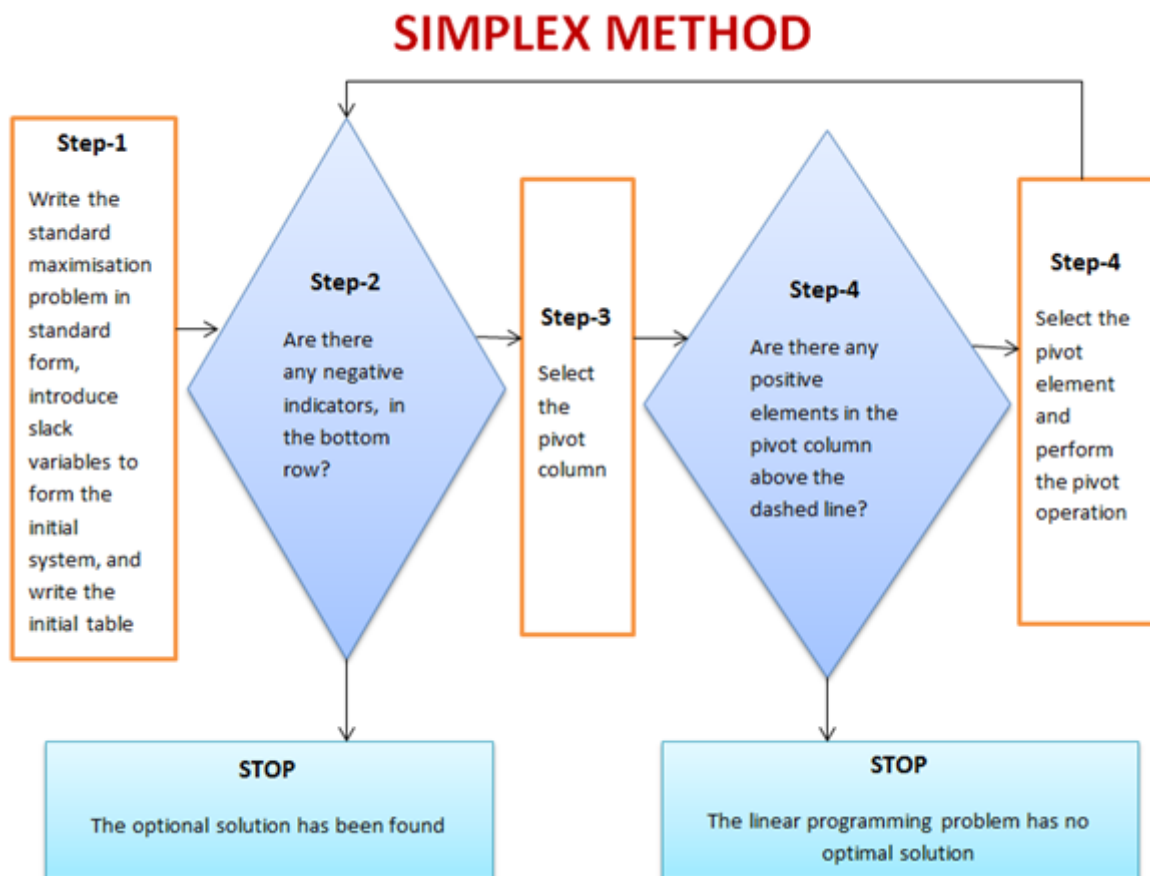 SIMPLEX METHOD
Step-1
Write the
standard
maximisation
problem in
standard
form,
introduce
slack
variables to
form the
initial
system, and
write the
initial table
Step-2
Are there
any negative
indicators, in
the bottom
row?
Step-3
Select
the
pivot
column
Step-4
Are there any
positive
elements in the
pivot column
above the
dashed line?
Step-4
Select the
pivot
element
and
perform
the pivot
operation
STOP
The optional solution has been found
STOP
The linear programming problem has no
optimal solution